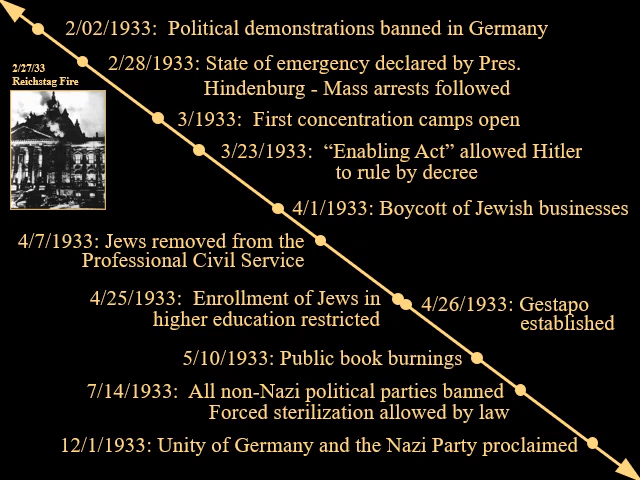 2/02/1933:  Political demonstrations banned in Germany
2/27/33
Reichstag Fire
2/28/1933: State of emergency declared by Pres.
Hindenburg - Mass arrests followed
3/1933:  First concentration camps open
3/23/1933:  “Enabling Act” allowed Hitler
to rule by decree
4/1/1933: Boycott of Jewish businesses
4/7/1933: Jews removed from the
Professional Civil Service
4/25/1933:  Enrollment of Jews in
higher education restricted
4/26/1933: Gestapo
established
5/10/1933: Public book burnings
7/14/1933:  All non-Nazi political parties banned
Forced sterilization allowed by law
12/1/1933: Unity of Germany and the Nazi Party proclaimed